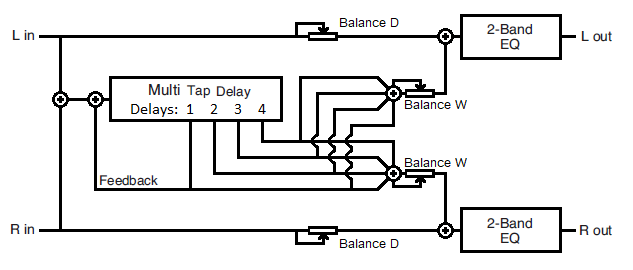 Balance D
L in
2-Band
EQ
L out
Multi Tap Delay
Delays: 1 2 3 4
Balance W
Balance W
Feedback
R in
2-Band
EQ
R out
Balance D